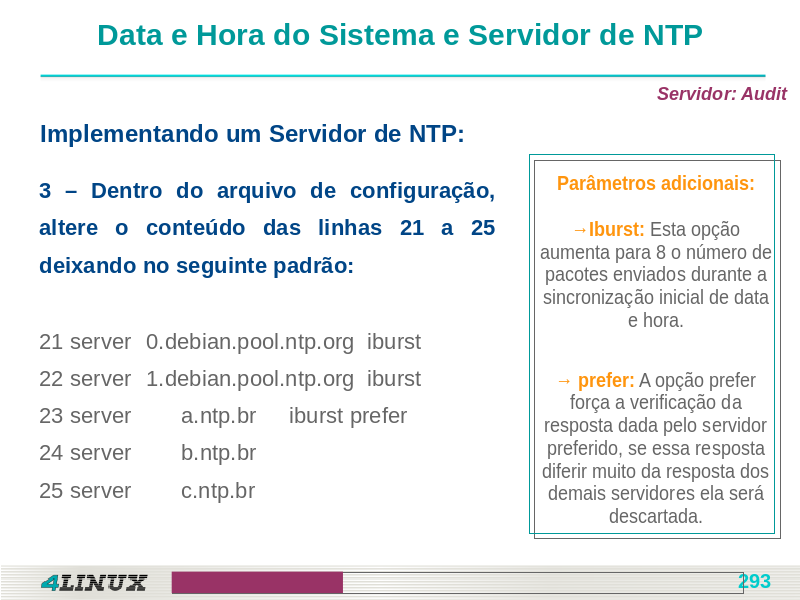 Data e Hora do Sistema e Servidor de NTP
Servidor: Audit
Implementando um Servidor de NTP:
3 – Dentro do arquivo de configuração,
altere o conteúdo das linhas 21 a 25
deixando no seguinte padrão:
21 server 0.debian.pool.ntp.org iburst
22 server 1.debian.pool.ntp.org iburst
23 server a.ntp.br iburst prefer
24 server b.ntp.br
25 server c.ntp.br
Parâmetros adicionais:
→Iburst: Esta opção
aumenta para 8 o número de
pacotes enviados durante a
sincronização inicial de data
e hora.
→ prefer: A opção prefer
força a verificação da
resposta dada pelo servidor
preferido, se essa resposta
diferir muito da resposta dos
demais servidores ela será
descartada.
4LINUX
293